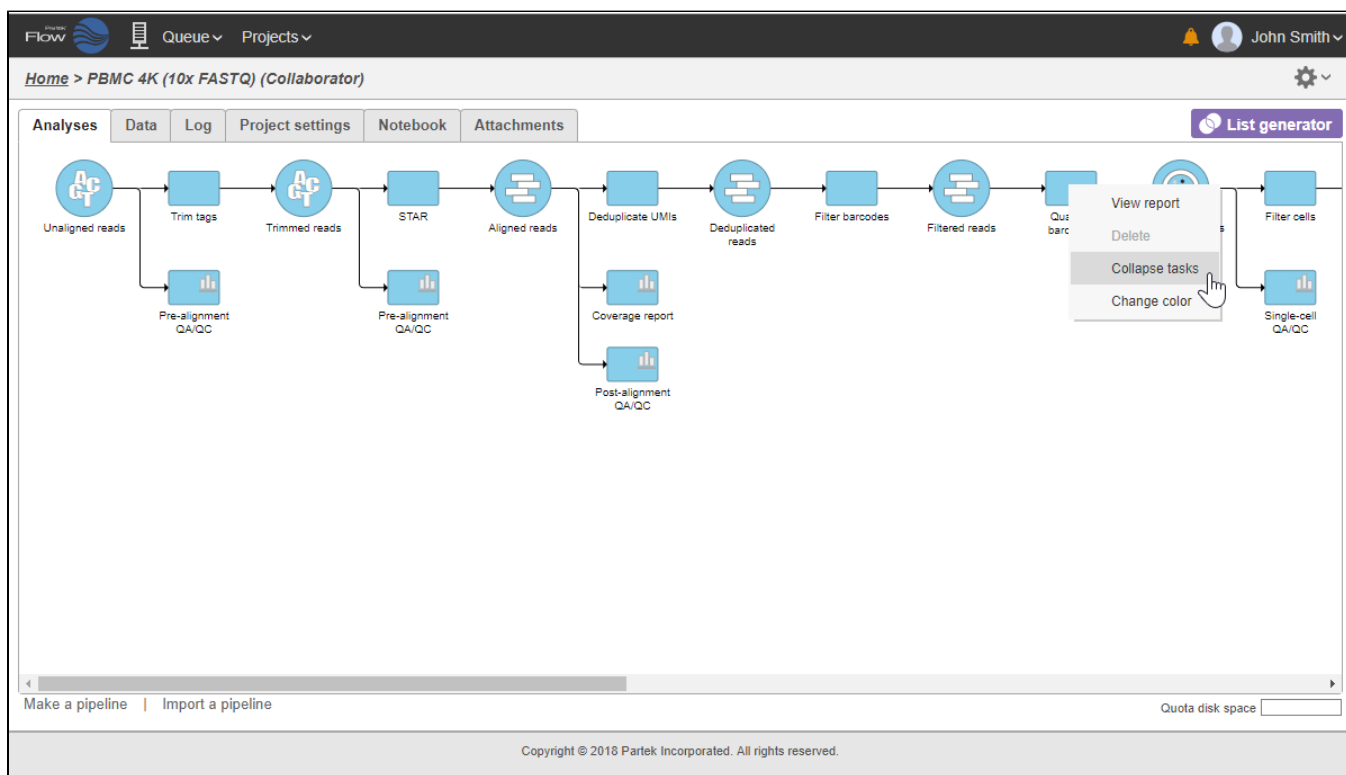 Partek
Flow
Queue
Projects
John Smith
Home > PBMC 4K (10x FASTQ) (Collaborator)
Analyses
Data
Log
Project settings
Notebook
Attachments
List generator
Unaligned reads
Trim tags
Trimmed reads
STAR
Aligned reads
Deduplicate UMIs
Deduplicated
reads
Filter barcodes
Filtered reads
Filter cells
View report
Delete
Collapse tasks
Change color
Pre-alignment
QA/QC
Pre-alignment
QA/QC
Coverage report
Single-cell
QA/QC
Post-alignment
QA/QC
Make a pipeline | Import a pipeline
Quota disk space
Copyright © 2018 Partek Incorporated. All rights reserved.